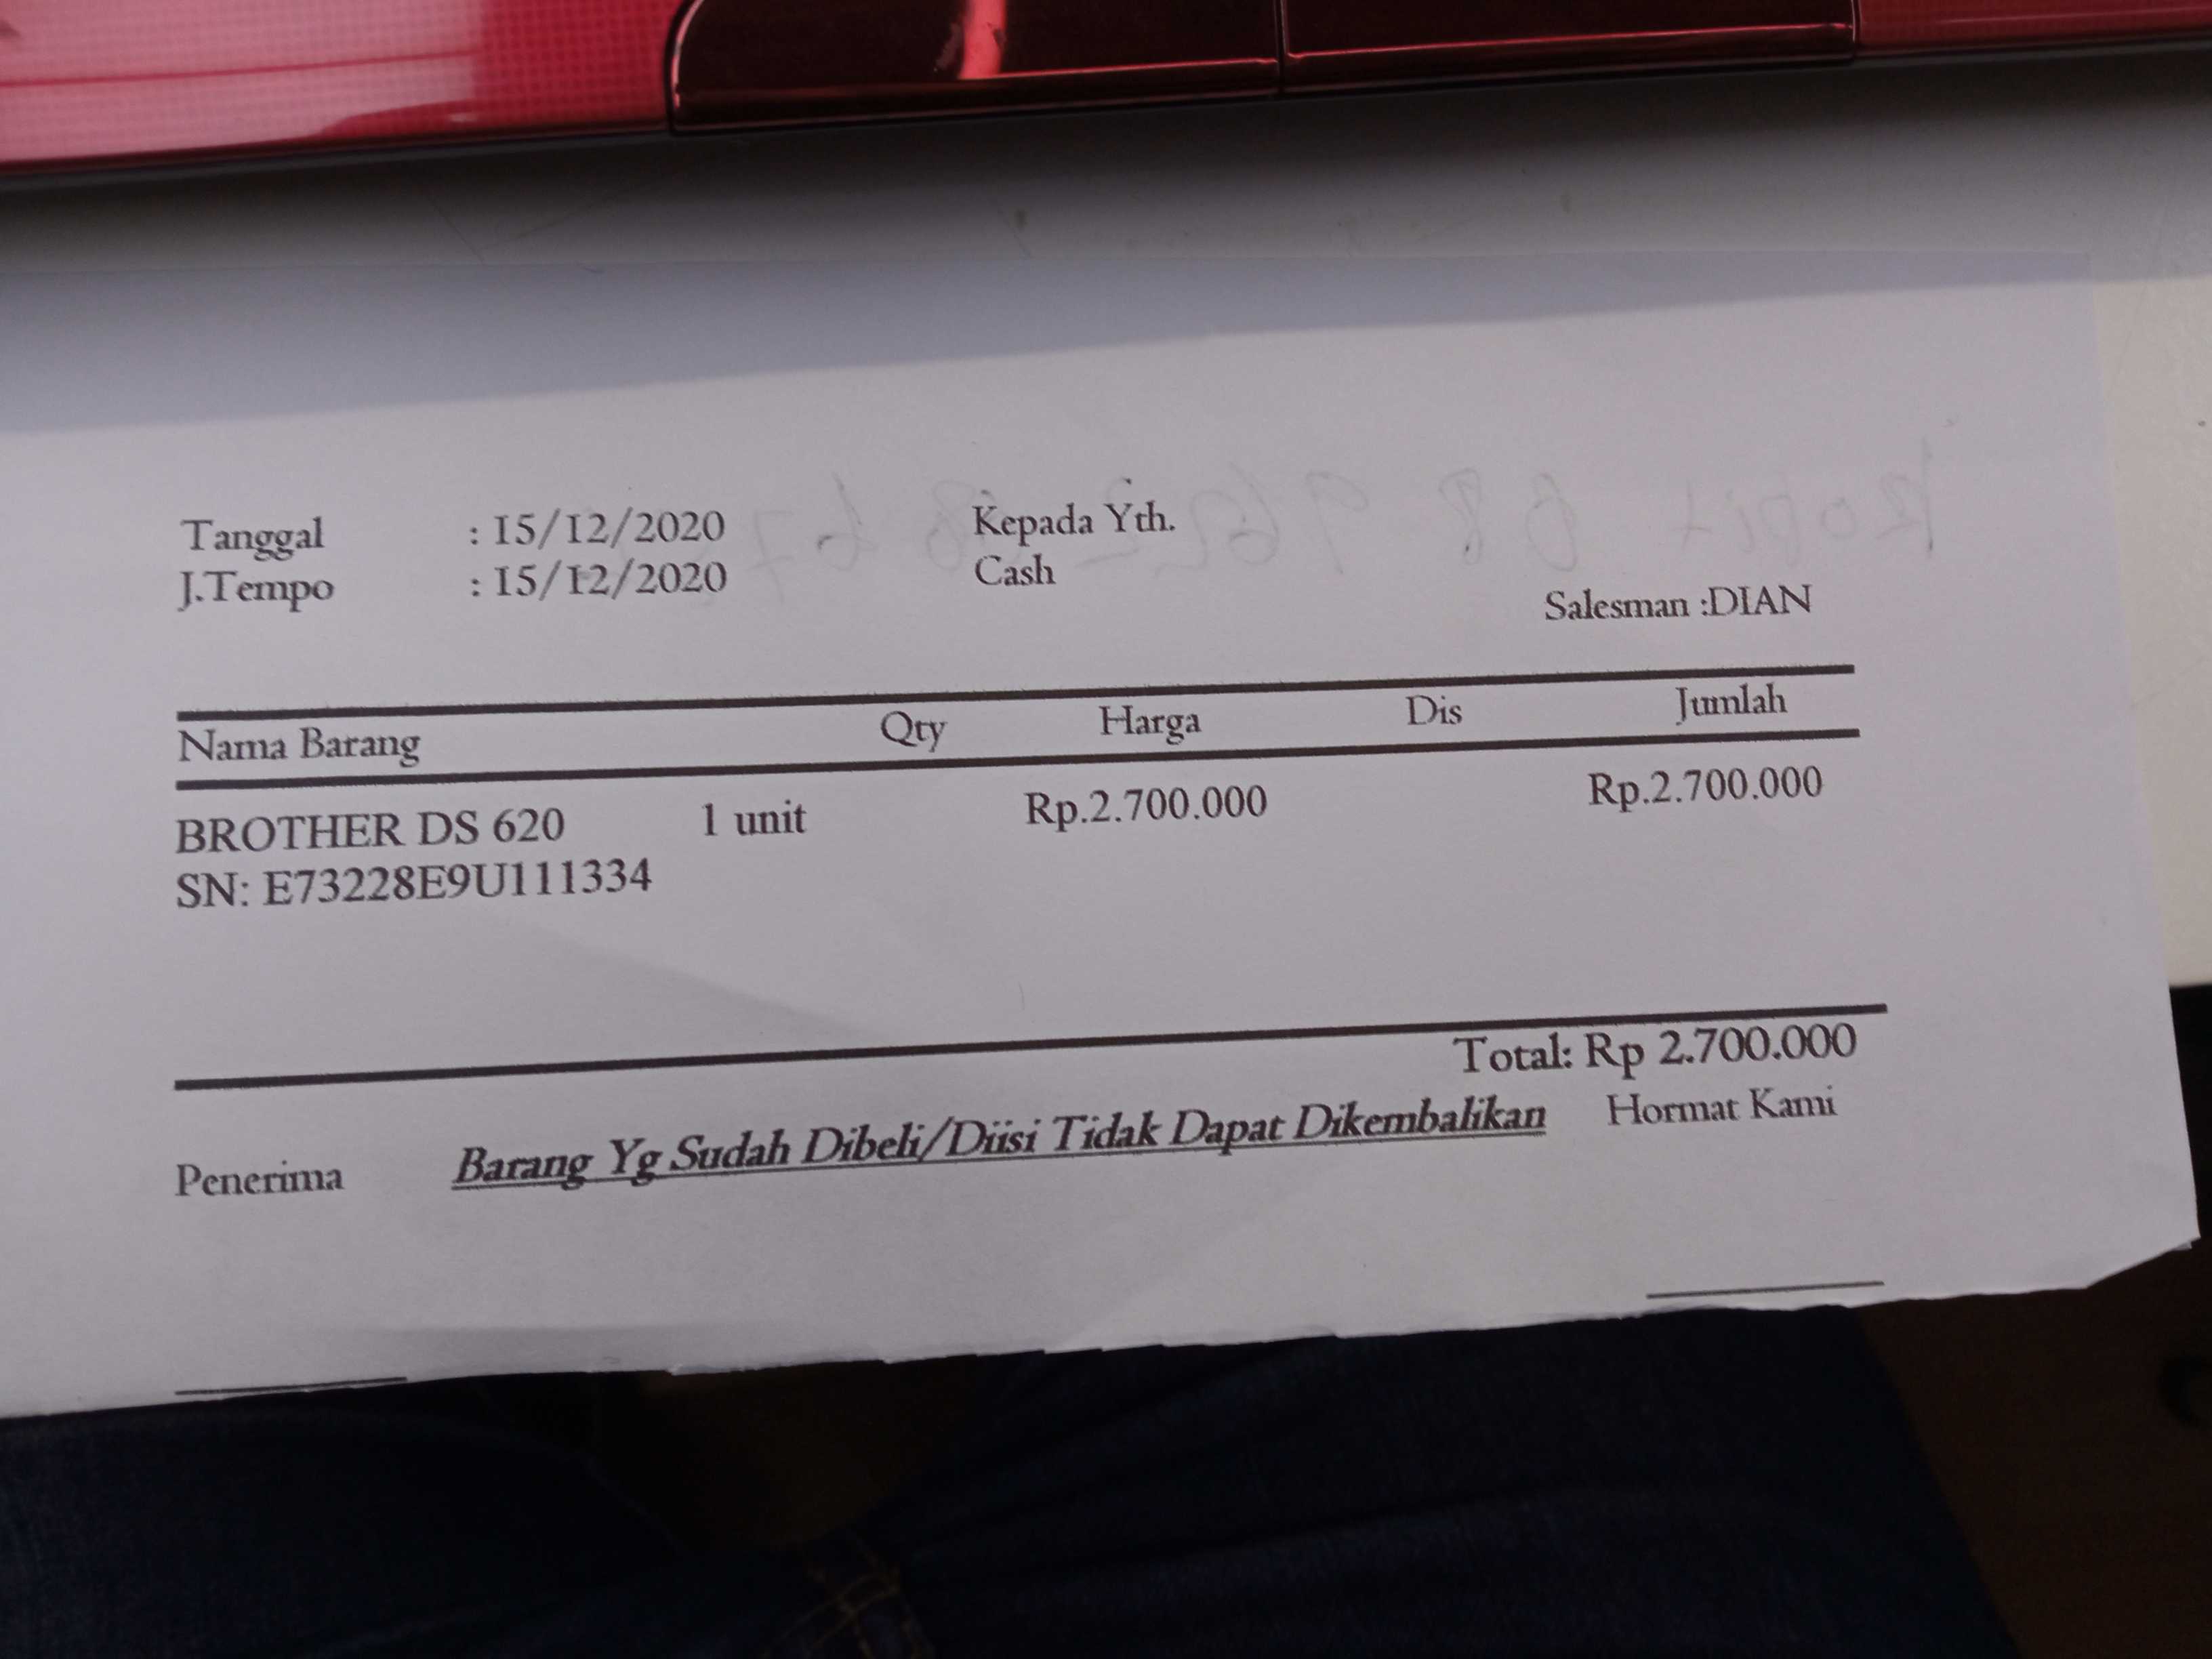 Tanggal : 15/12/2020 Kepada Yth.
J.Tempo : 15/12/2020 Cash
Salesman :DIAN
Nama Barang Qty Harga Dis Jumlah
BROTHER DS 620 1 unit Rp.2.700.000 Rp.2.700.000
SN: E73228E9U111334
Total: Rp 2.700.000
Penerima Barang Yg Sudah Dibeli/Diisi Tidak Dapat Dikembalikan Hormat Kami